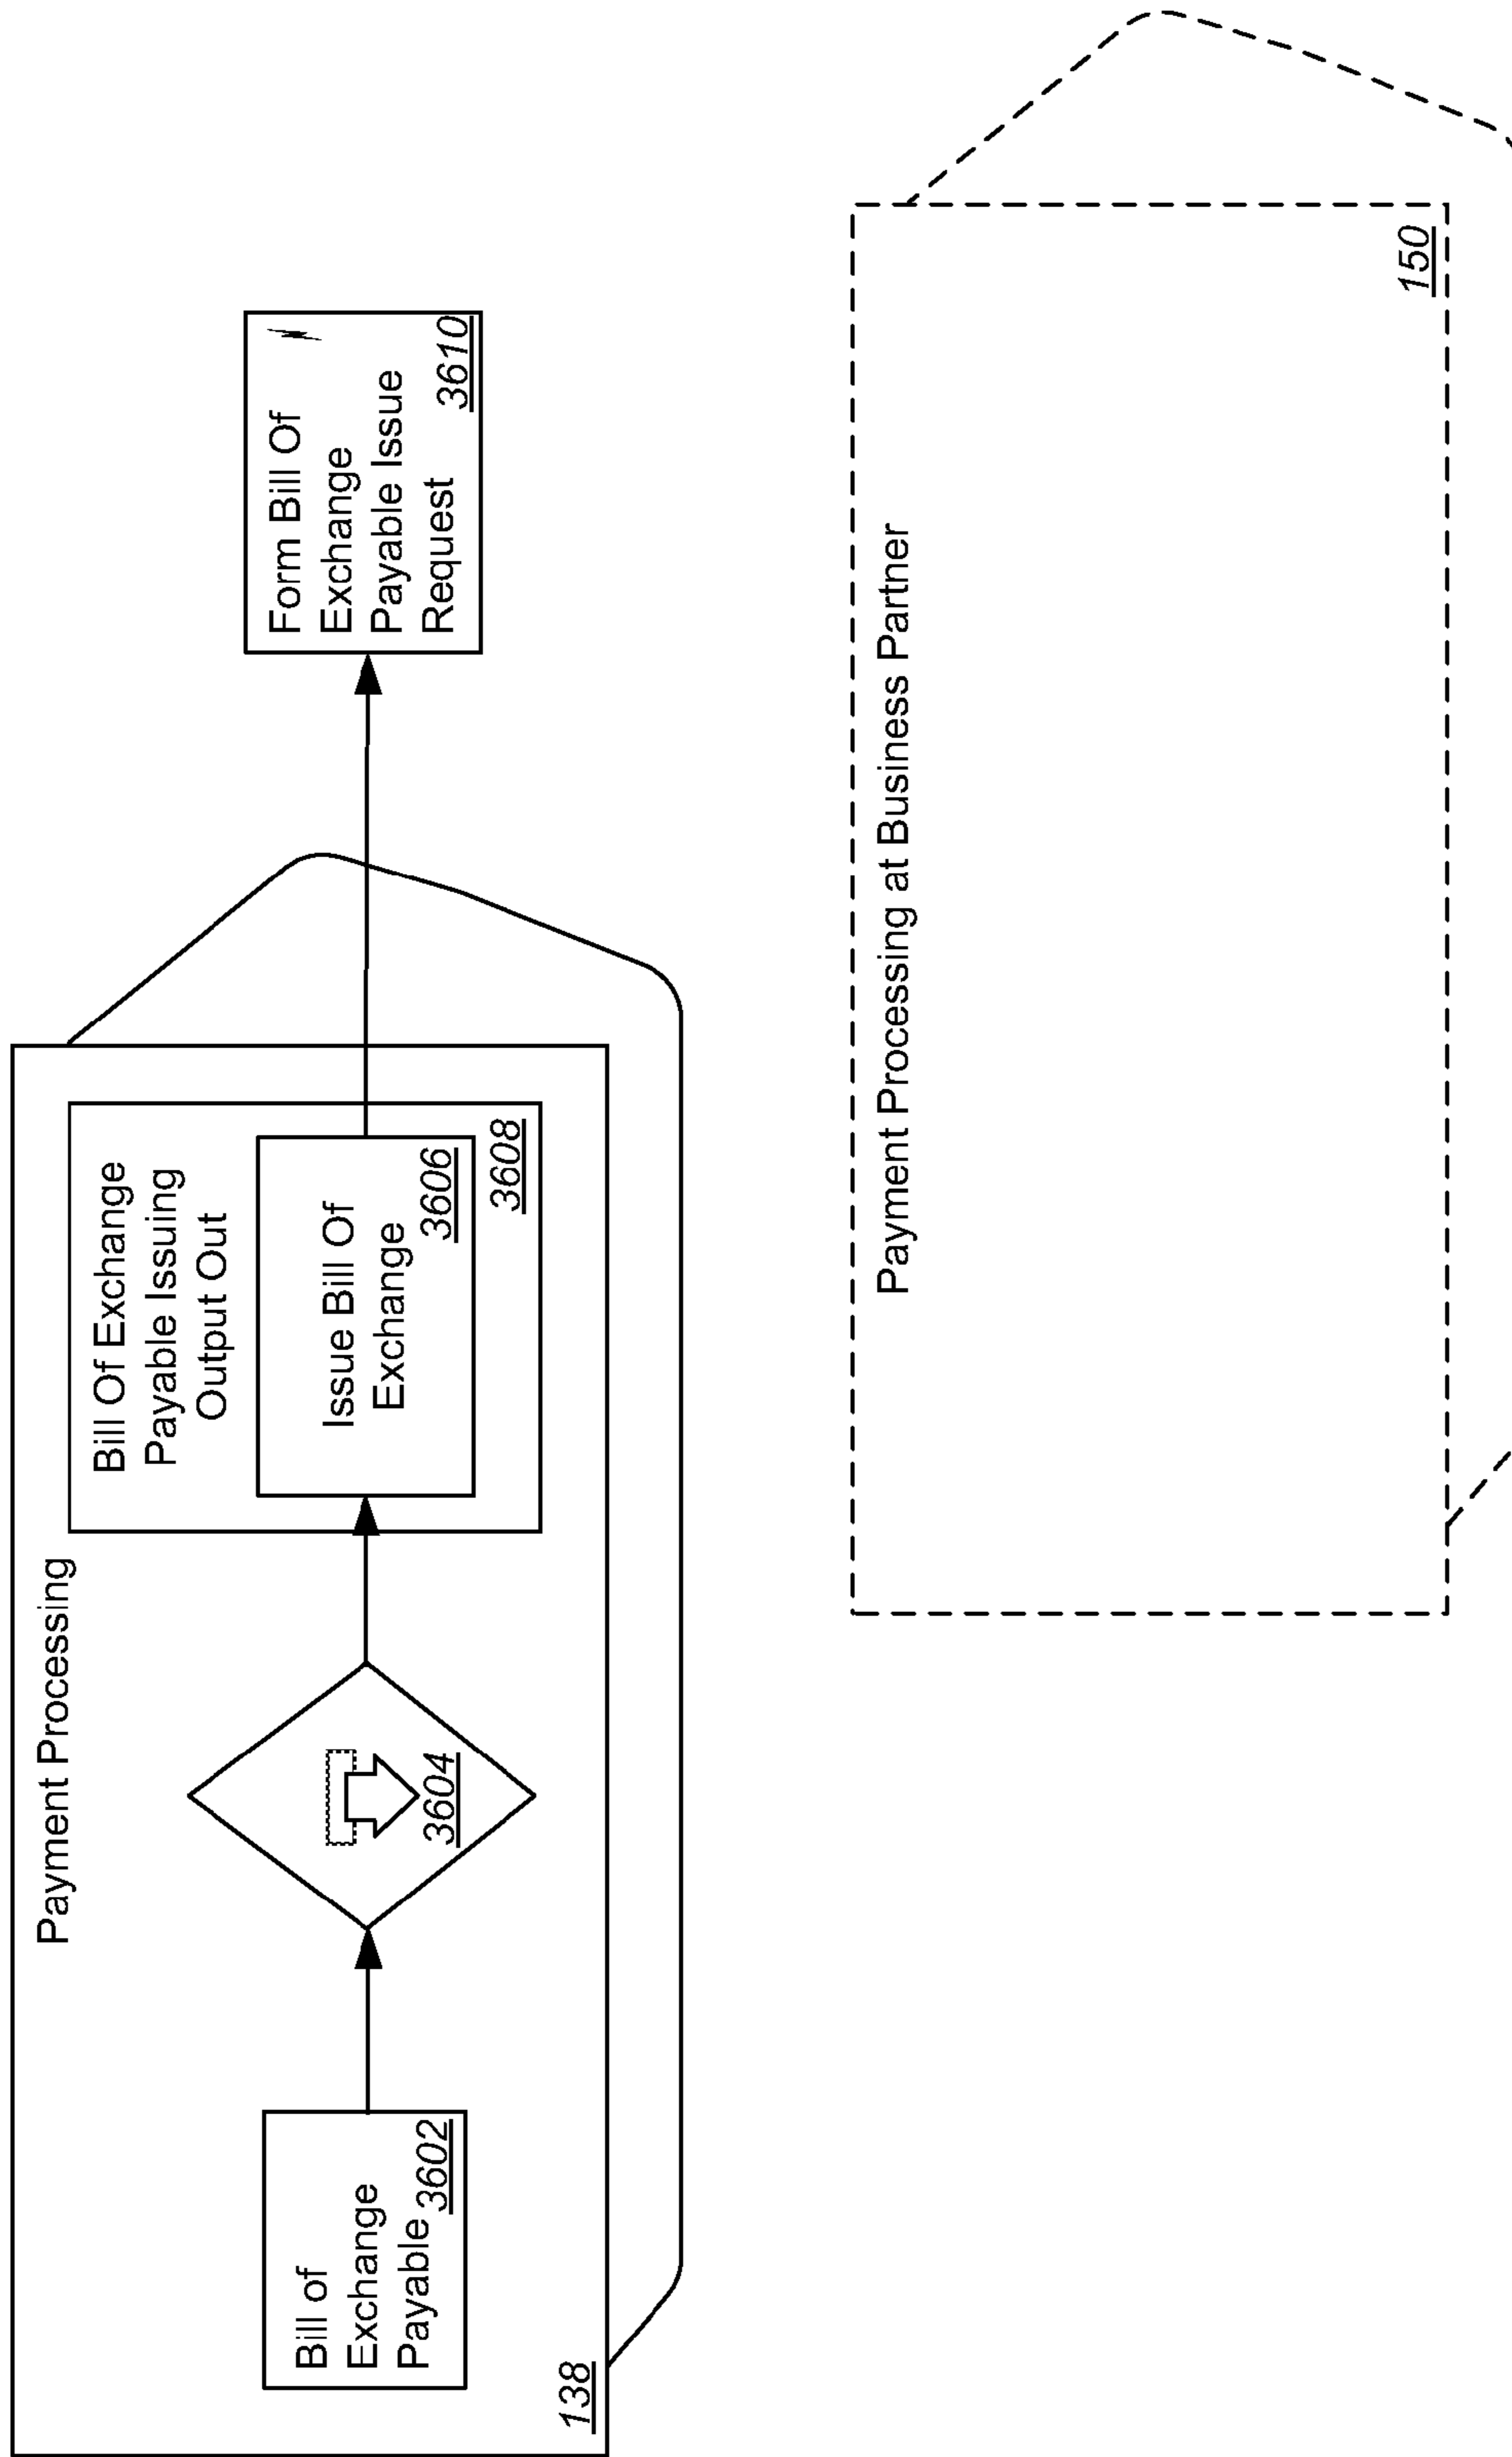 Payment Processing
Bill of
Exchange
Payable
3602
138
3604
Bill Of Exchange
Payable Issuing
Output Out
Issue Bill Of
Exchange
3606
3608
Form Bill Of
Exchange
Payable Issue
Request
3610
Payment Processing at Business Partner
150